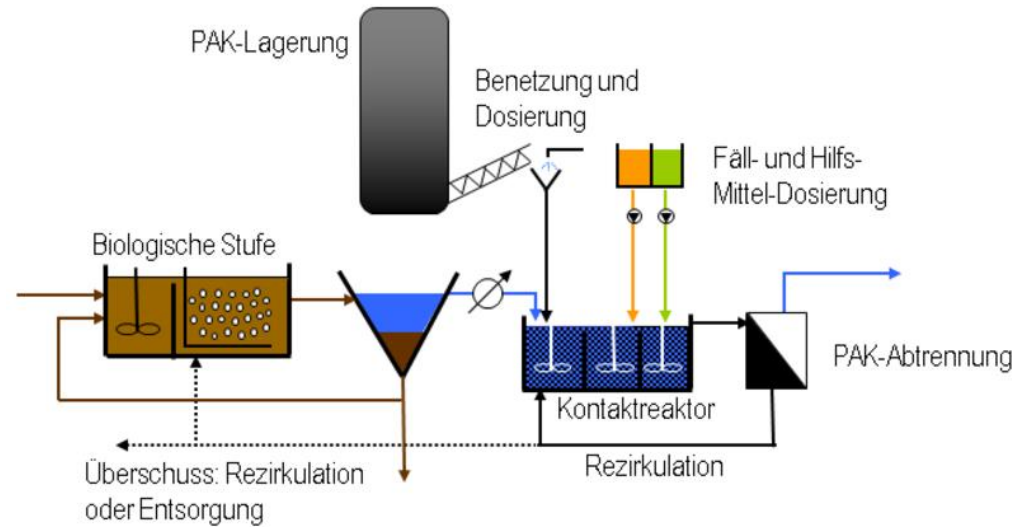 PAK-Lagerung
Benetzung und
Dosierung
Fäll- und Hilfs-
Mittel-Dosierung
Biologische Stufe
PAK-Abtrennung
Kontaktreaktor
Rezirkulation
Überschuss: Rezirkulation
oder Entsorgung